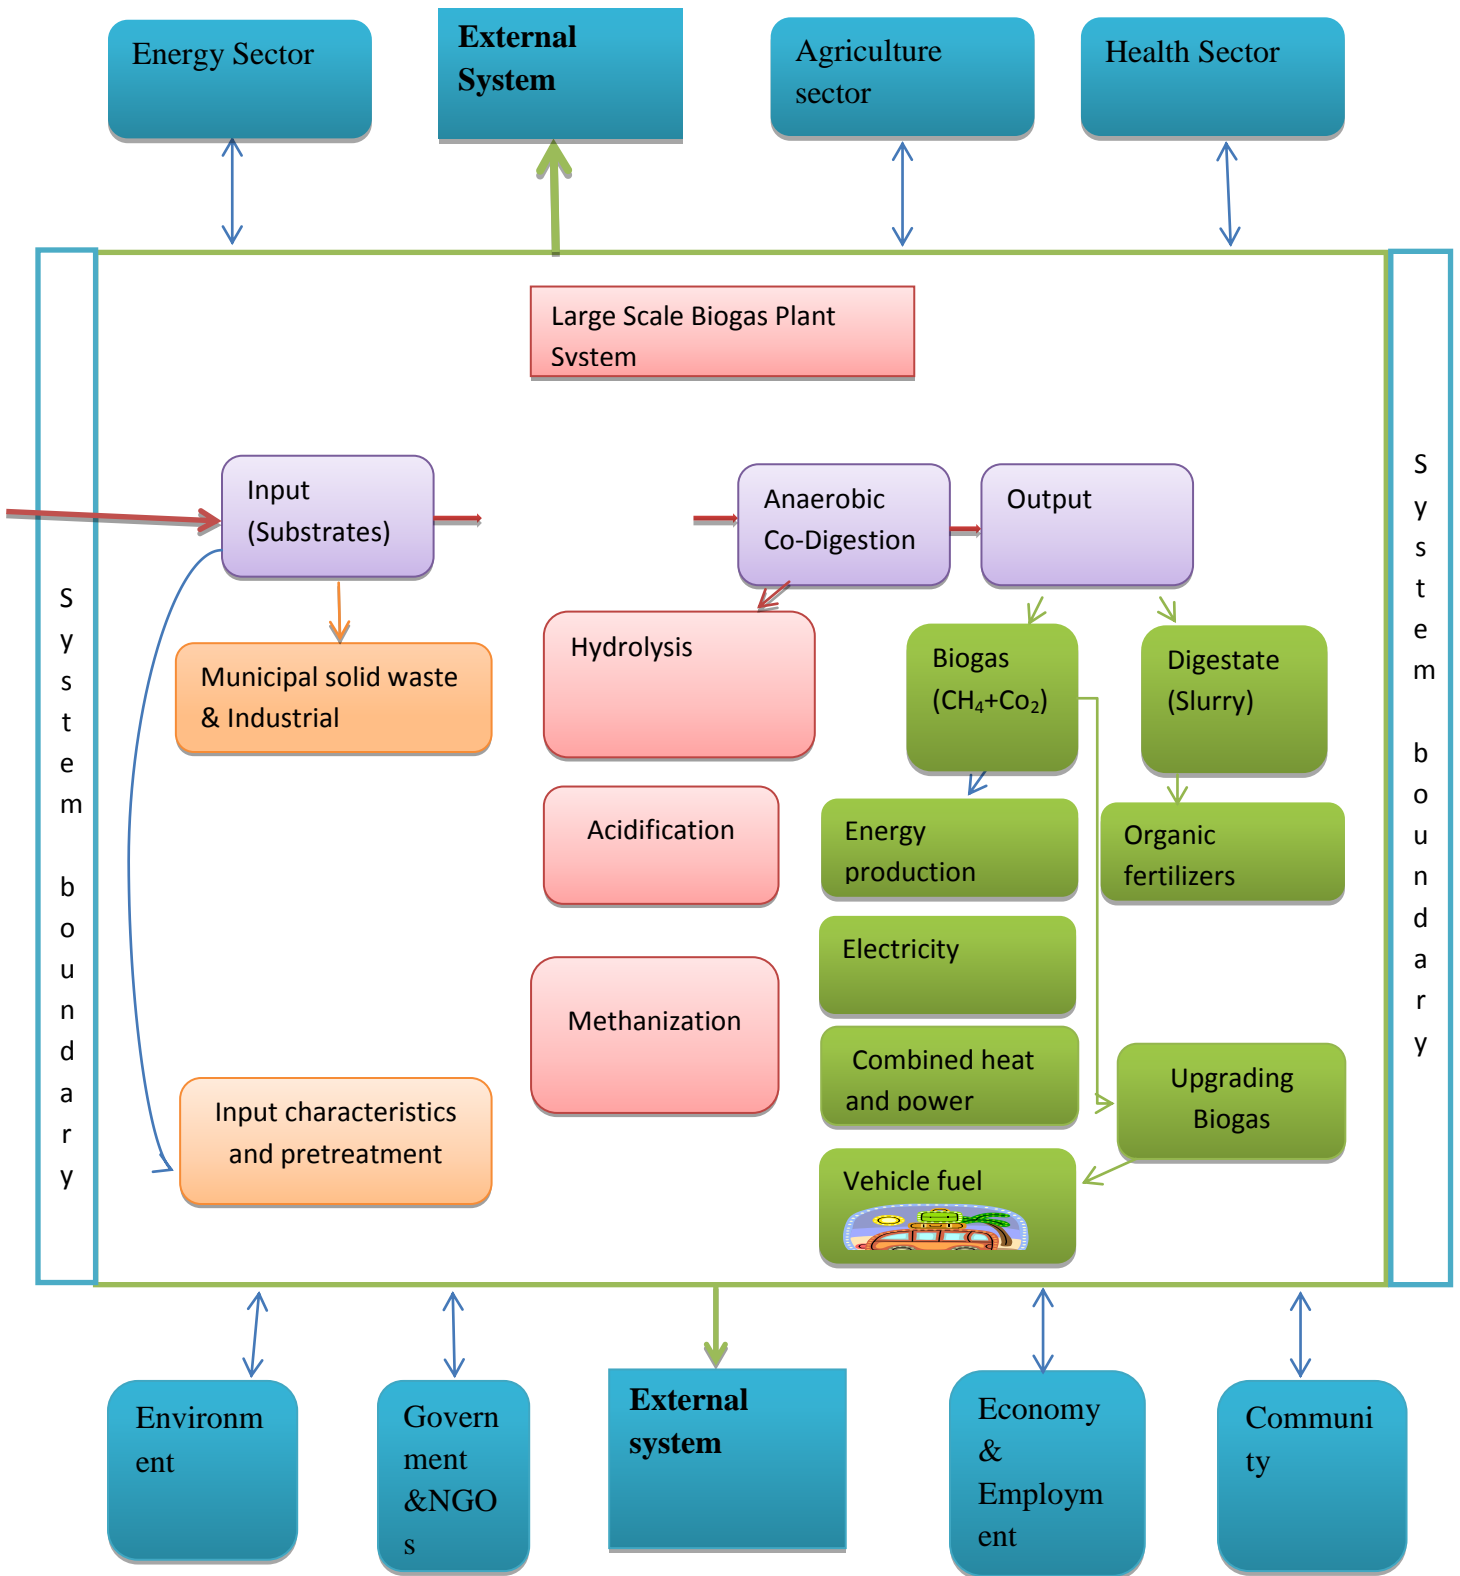 Energy Sector
External
System
Agriculture
sector
Health Sector
Large Scale Biogas Plant
System
Input
(Substrates)
Anaerobic
Co-Digestion
Output
Hydrolysis
Biogas
(CH₄+Co₂)
Digestate
(Slurry)
Municipal solid waste
& Industrial
Acidification
Energy
production
Organic
fertilizers
Electricity
Methanization
Combined heat
and power
Upgrading
Biogas
Input characteristics
and pretreatment
Vehicle fuel
S
y
s
t
e
m
b
o
u
n
d
a
r
y
S
y
s
t
e
m
b
o
u
n
d
a
r
y
Environm
ent
Govern
ment
&NGO
s
External
system
Economy
&
Employm
ent
Communi
ty